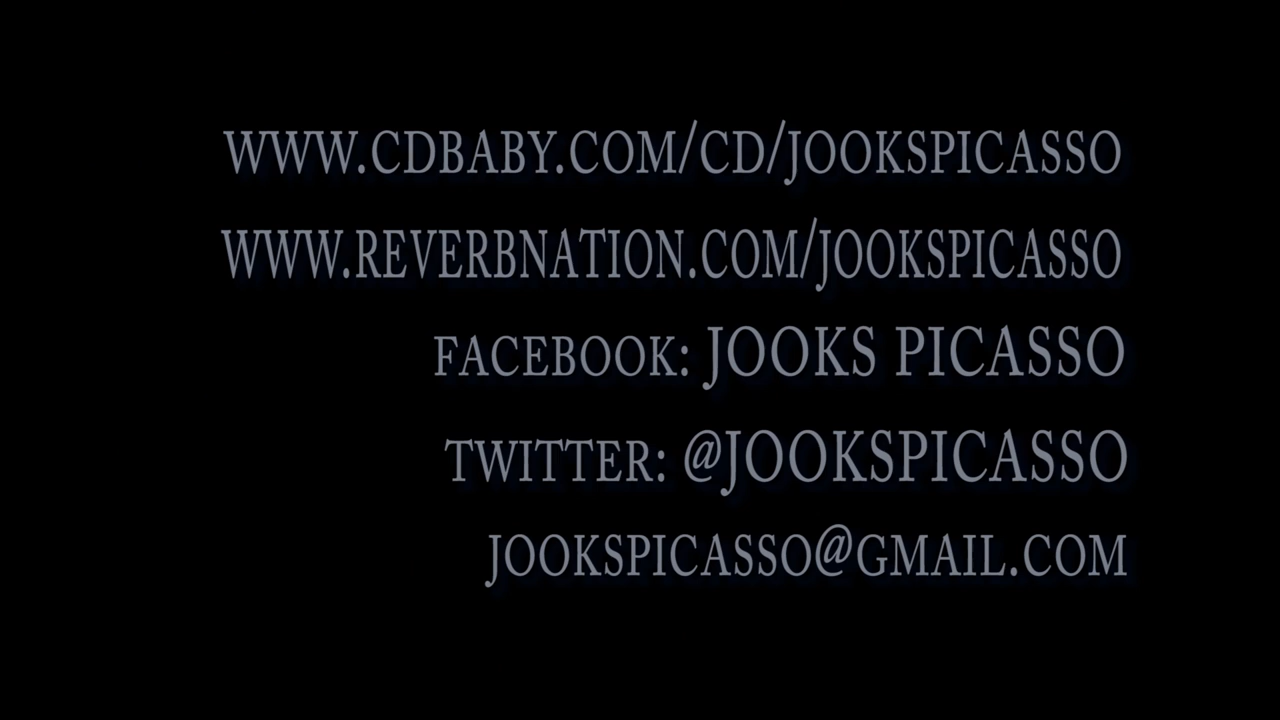 WWW.CDBABY.COM/CD/JOOKSPICASSO
WWW.REVERBNATION.COM/JOOKSPICASSO
FACEBOOK: JOOKS PICASSO
TWITTER: @JOOKSPICASSO
JOOKSPICASSO@GMAIL.COM